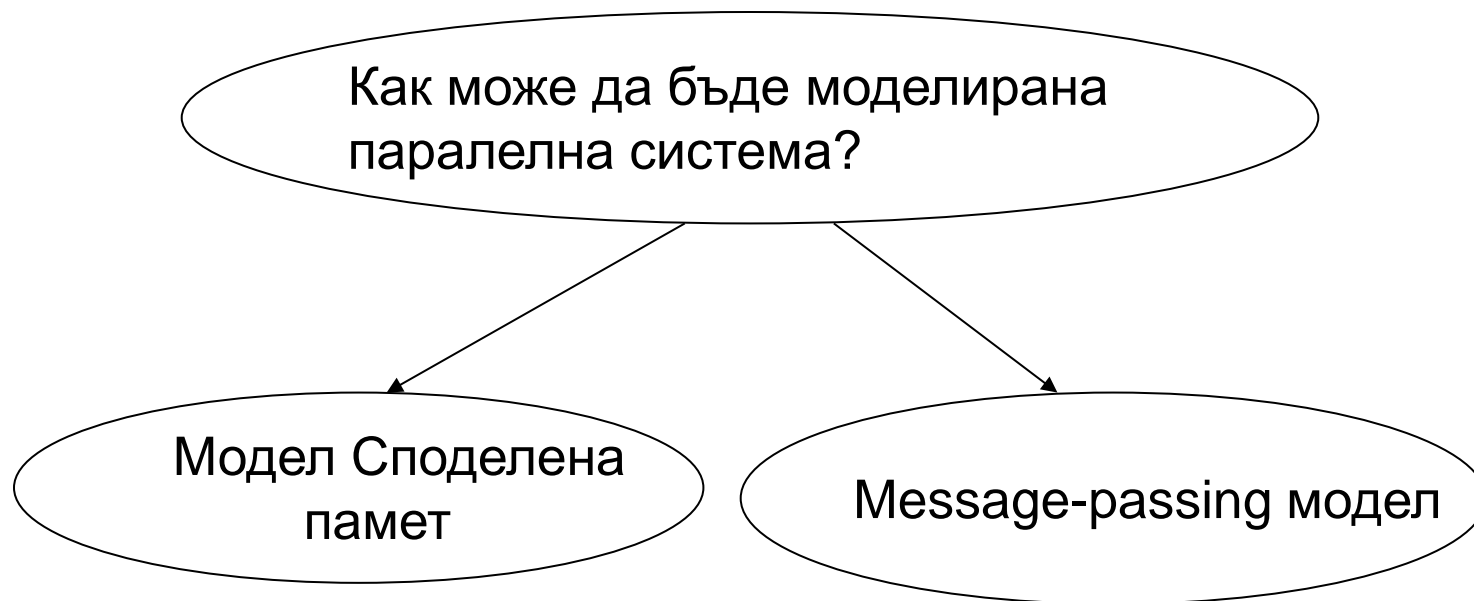 Как може да бъде моделирана
паралелна система?
Модел Споделена
памет
Message-passing модел